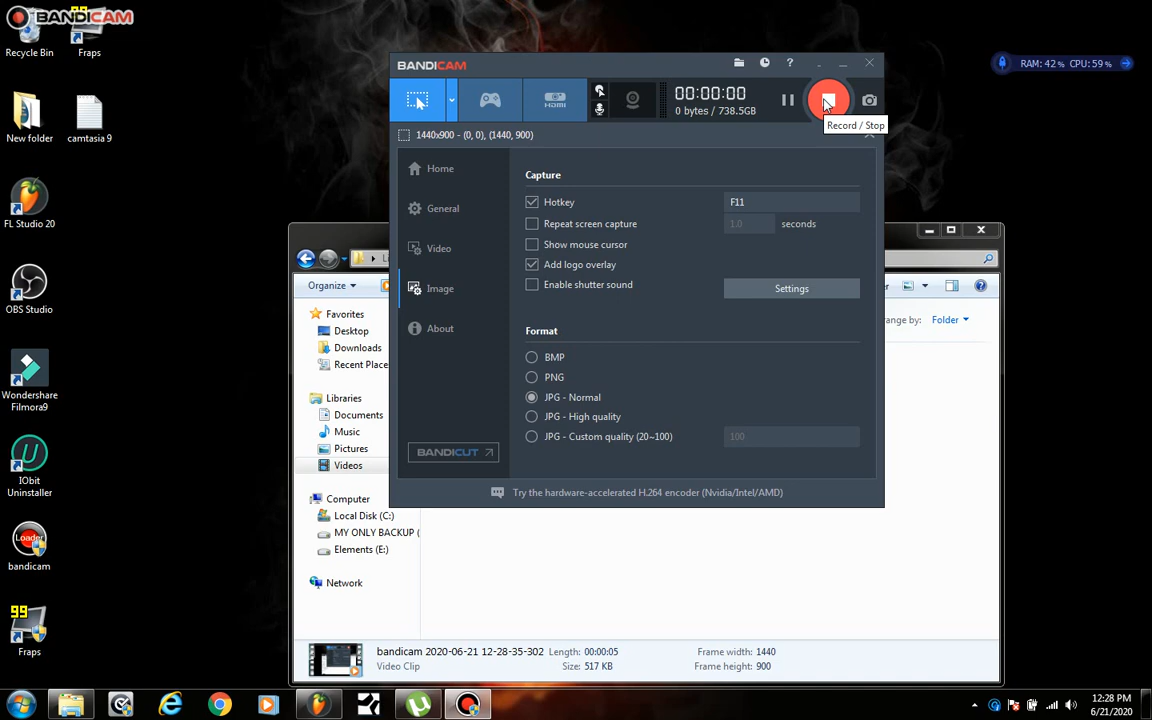 BANDICAM
99
Recycle Bin
Fraps
New folder
camtasia 9
FL Studio 20
OBS Studio
Wondershare
Filmora9
IObit
Uninstaller
Loader
bandicam
99
Fraps
RAM: 42% CPU: 59%
BANDICAM
?
HDMI
00:00:00
0 bytes / 738.5GB
Record / Stop
1440x900 - (0, 0), (1440, 900)
Home
General
Video
Image
About
BANDICUT
Capture
Hotkey
F11
Repeat screen capture
1.0
seconds
Show mouse cursor
Add logo overlay
Enable shutter sound
Settings
Format
BMP
PNG
JPG - Normal
JPG - High quality
JPG - Custom quality (20~100)
100
Try the hardware-accelerated H.264 encoder (Nvidia/Intel/AMD)
Organize
Arrange by:
Folder
Favorites
Desktop
Downloads
Recent Place
Libraries
Documents
Music
Pictures
Videos
Computer
Local Disk (C:)
MY ONLY BACKUP (
Elements (E:)
Network
bandicam 2020-06-21 12-28-35-302
Video Clip
Length: 00:00:05
Size: 517 KB
Frame width: 1440
Frame height: 900
12:28 PM
6/21/2020